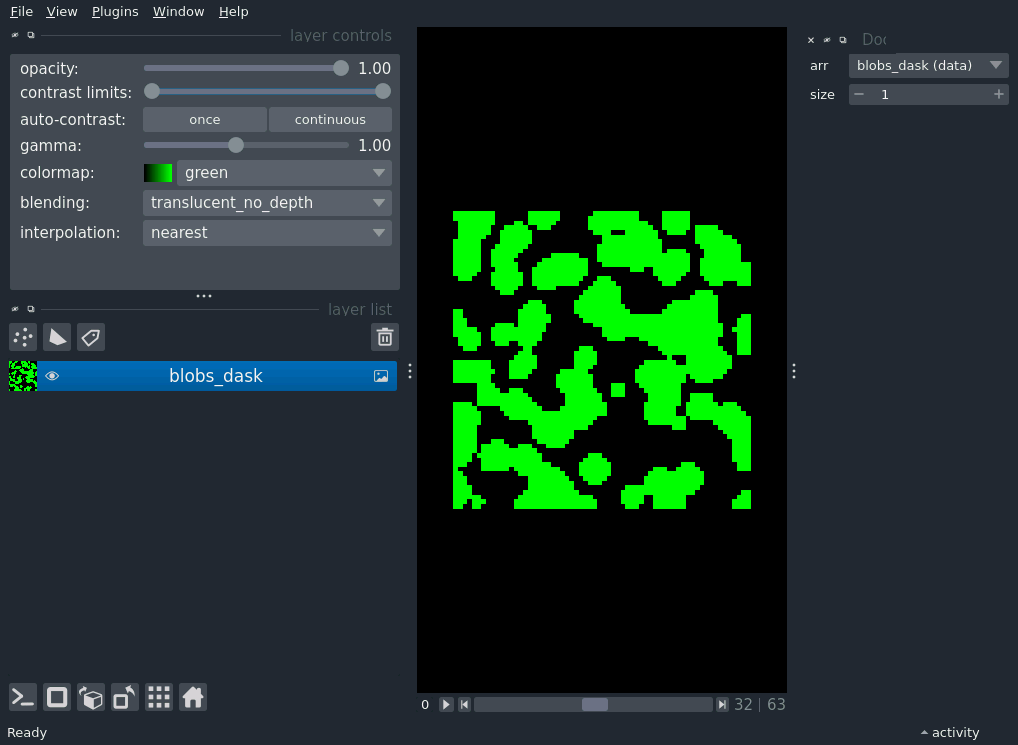 File View Plugins Window Help
layer controls
opacity: 1.00
contrast limits:
auto-contrast: once continuous
gamma: 1.00
colormap: green
blending: translucent_no_depth
interpolation: nearest
layer list
blobs_dask
0 32 | 63
Ready
arr blobs_dask (data)
size 1
activity